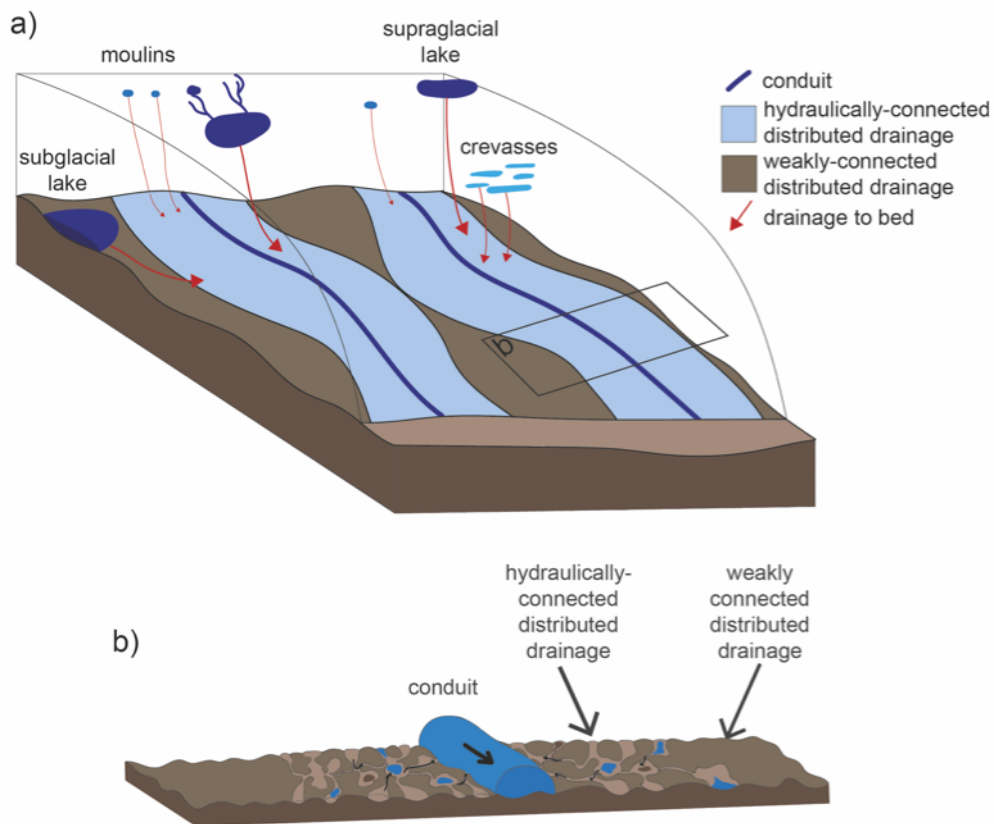 a)
moulins
supraglacial
lake
conduit
hydraulically-connected
distributed drainage
weakly-connected
distributed drainage
drainage to bed
crevasses
subglacial
lake
b
b)
hydraulically-
connected
distributed
drainage
weakly
connected
distributed
drainage
conduit